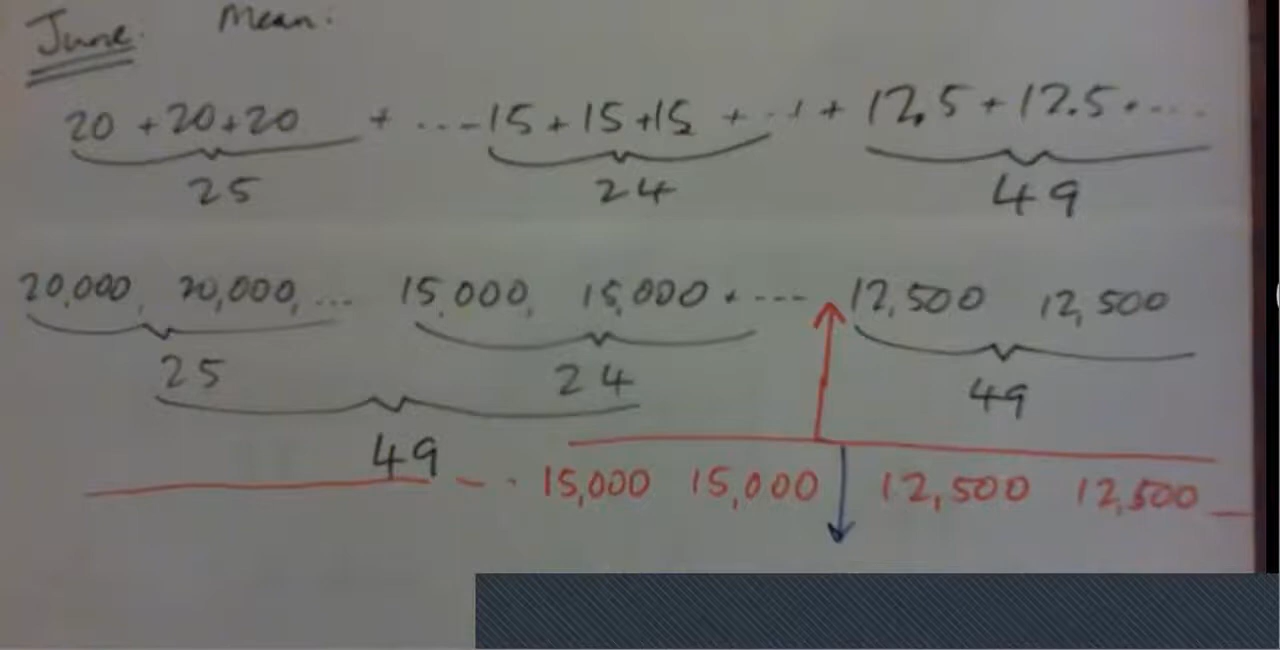 June. Mean:
20 + 20 + 20 + ....15 + 15 + 15 + ... + 12.5 + 12.5 + ....
25 24 49
20,000, 20,000, ... 15,000, 15,000 .... 12,500 12,500
25 24 49
49
15,000 15,000 12,500 12,500